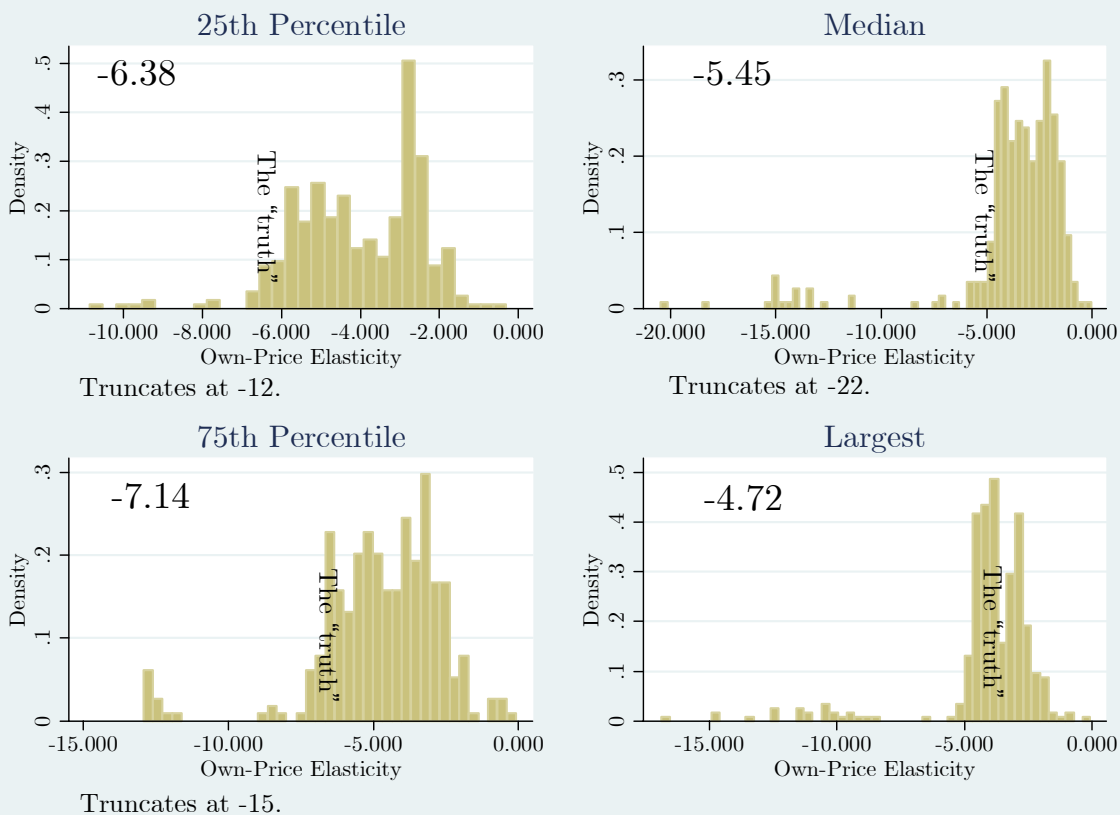 25th Percentile
-6.38
The “truth”
Density
0
.1
.2
.3
.4
.5
-10.000
-8.000
-6.000
-4.000
-2.000
0.000
Own-Price Elasticity
Truncates at -12.
Median
-5.45
The “truth”
Density
0
.1
.2
.3
-20.000
-15.000
-10.000
-5.000
0.000
Own-Price Elasticity
Truncates at -22.
75th Percentile
-7.14
The “truth”
Density
0
.1
.2
.3
-15.000
-10.000
-5.000
0.000
Own-Price Elasticity
Truncates at -15.
Largest
-4.72
The “truth”
Density
0
.1
.2
.3
.4
.5
-15.000
-10.000
-5.000
0.000
Own-Price Elasticity